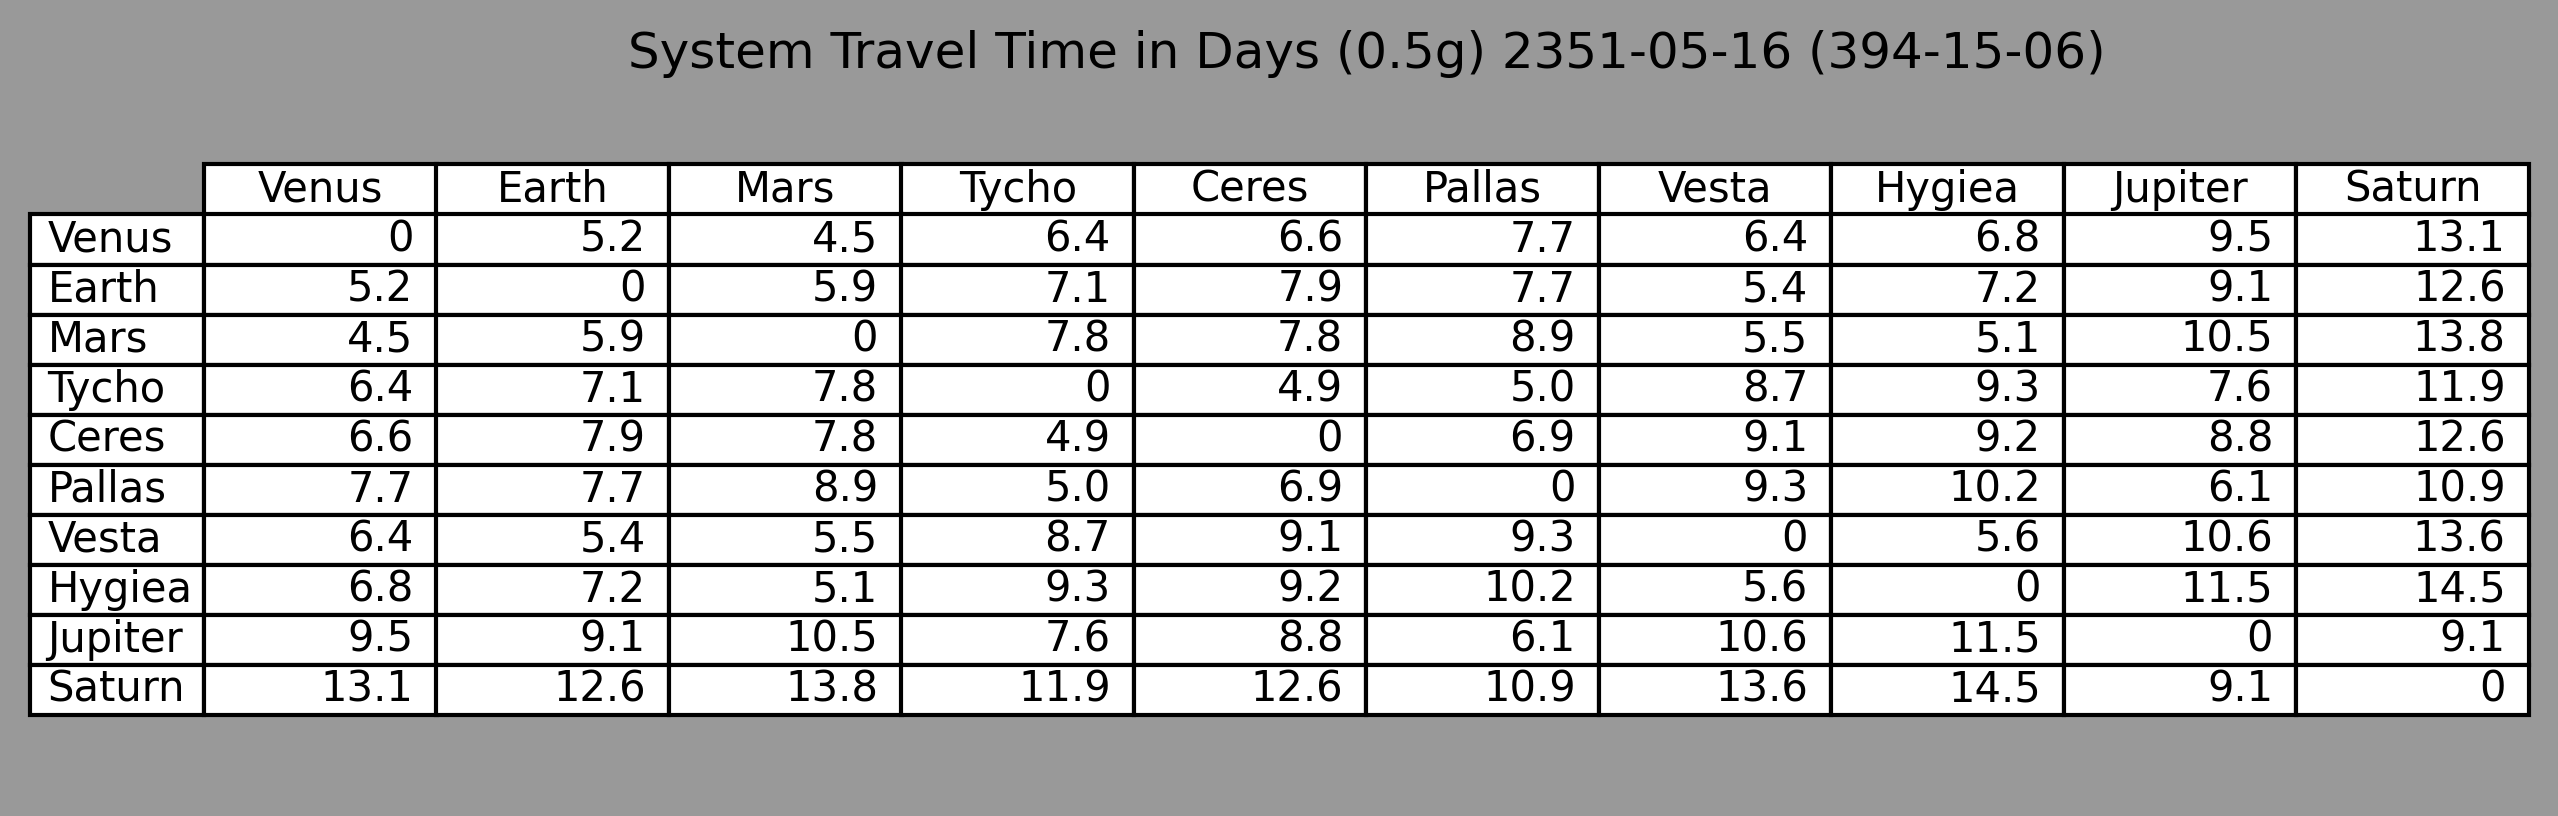 System Travel Time in Days (0.5g) 2351-05-16 (394-15-06)
Venus Earth Mars Tycho Ceres Pallas Vesta Hygiea Jupiter Saturn
Venus 0 5.2 4.5 6.4 6.6 7.7 6.4 6.8 9.5 13.1
Earth 5.2 0 5.9 7.1 7.9 7.7 5.4 7.2 9.1 12.6
Mars 4.5 5.9 0 7.8 7.8 8.9 5.5 5.1 10.5 13.8
Tycho 6.4 7.1 7.8 0 4.9 5.0 8.7 9.3 7.6 11.9
Ceres 6.6 7.9 7.8 4.9 0 6.9 9.1 9.2 8.8 12.6
Pallas 7.7 7.7 8.9 5.0 6.9 0 9.3 10.2 6.1 10.9
Vesta 6.4 5.4 5.5 8.7 9.1 9.3 0 5.6 10.6 13.6
Hygiea 6.8 7.2 5.1 9.3 9.2 10.2 5.6 0 11.5 14.5
Jupiter 9.5 9.1 10.5 7.6 8.8 6.1 10.6 11.5 0 9.1
Saturn 13.1 12.6 13.8 11.9 12.6 10.9 13.6 14.5 9.1 0